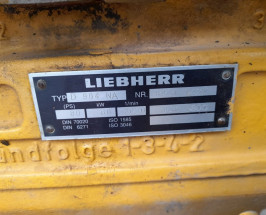 LIEBHERR
TYP NR.
(PS) kW 1/min
DIN 70020 ISO 1585
DIN 6271 ISO 3046
ndfolge 1-3-4-2